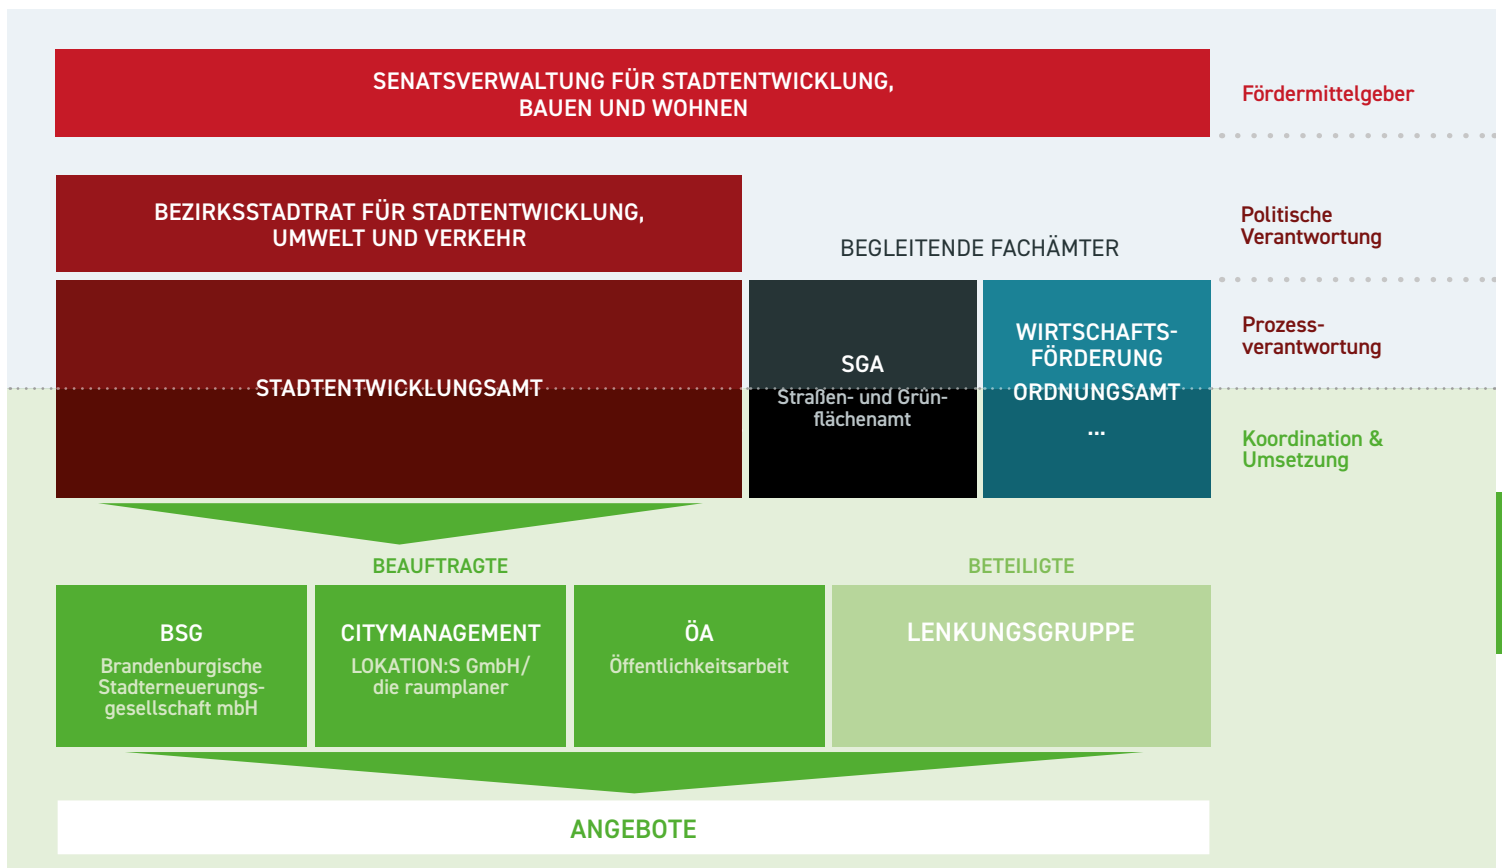 SENATSVERWALTUNG FÜR STADTENTWICKLUNG,
BAUEN UND WOHNEN
Fördermittelgeber
BEZIRKSSTADTRAT FÜR STADTENTWICKLUNG,
UMWELT UND VERKEHR
BEGLEITENDE FACHÄMTER
Politische
Verantwortung
STADTENTWICKLUNGSAMT
SGA
Straßen- und Grün-
flächenamt
WIRTSCHAFTS-
FÖRDERUNG
ORDNUNGSAMT
...
Prozess-
verantwortung
Koordination &
Umsetzung
BEAUFTRAGTE
BETEILIGTE
BSG
Brandenburgische
Stadterneuerungs-
gesellschaft mbH
CITYMANAGEMENT
LOKATION:S GmbH/
die raumplaner
ÖA
Öffentlichkeitsarbeit
LENKUNGSGRUPPE
ANGEBOTE